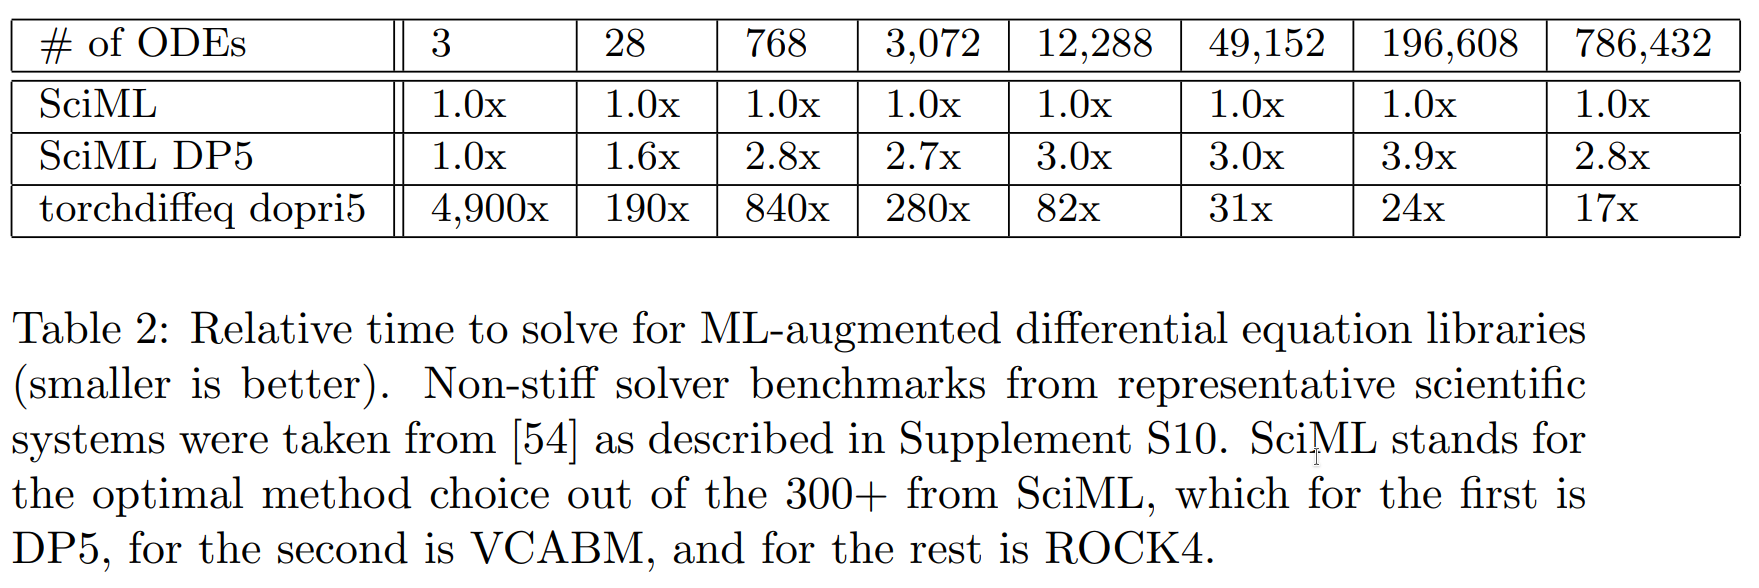 # of ODEs 3 28 768 3,072 12,288 49,152 196,608 786,432
SciML 1.0x 1.0x 1.0x 1.0x 1.0x 1.0x 1.0x 1.0x
SciML DP5 1.0x 1.6x 2.8x 2.7x 3.0x 3.0x 3.9x 2.8x
torchdiffeq dopri5 4,900x 190x 840x 280x 82x 31x 24x 17x
Table 2: Relative time to solve for ML-augmented differential equation libraries
(smaller is better). Non-stiff solver benchmarks from representative scientific
systems were taken from [54] as described in Supplement S10. SciML stands for
the optimal method choice out of the 300+ from SciML, which for the first is
DP5, for the second is VCABM, and for the rest is ROCK4.